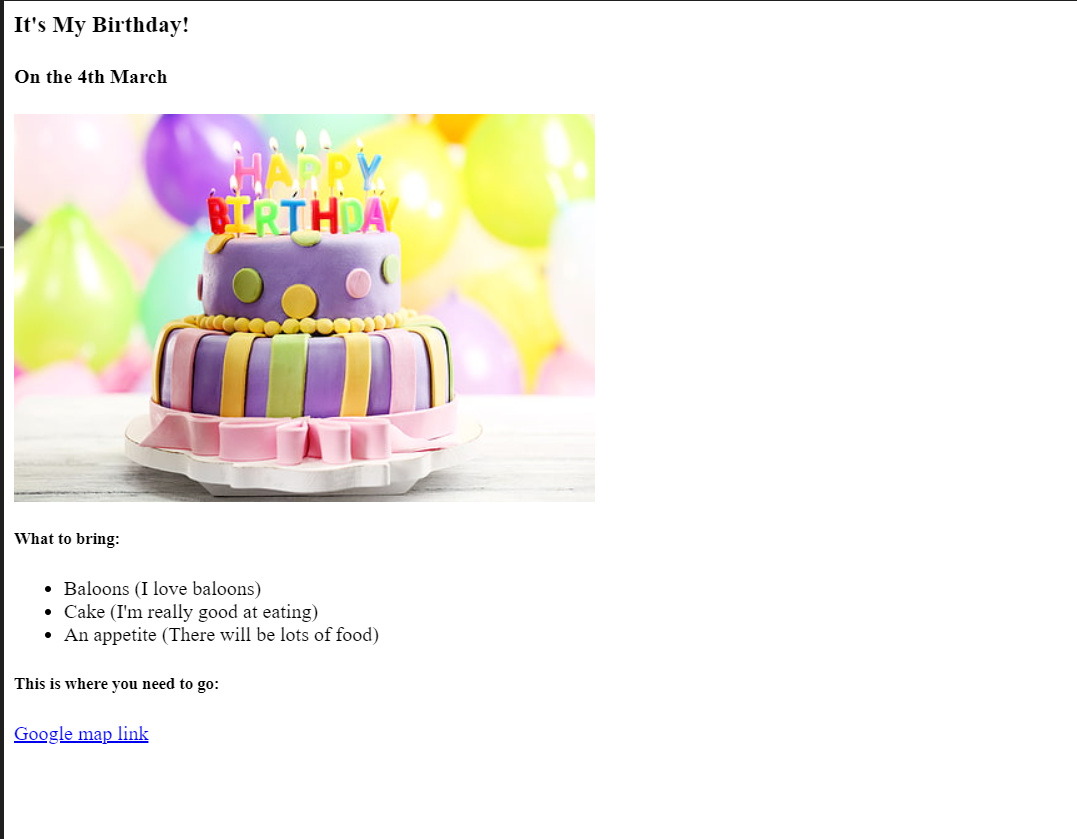 It's My Birthday!
On the 4th March
HAPPY
BIRTHDAY
What to bring:
Baloons (I love baloons)
Cake (I'm really good at eating)
An appetite (There will be lots of food)
This is where you need to go:
Google map link